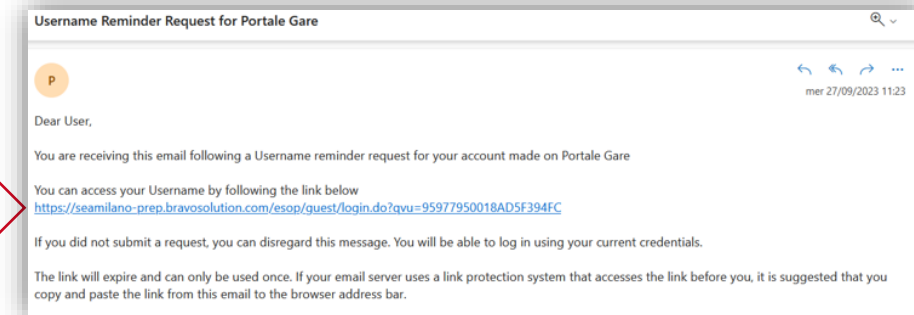 Username Reminder Request for Portale Gare
P
mer 27/09/2023 11:23
Dear User,
You are receiving this email following a Username reminder request for your account made on Portale Gare
You can access your Username by following the link below
https://seamilano-prep.bravosolution.com/esop/guest/login.do?qvu=95977950018AD5F394FC
If you did not submit a request, you can disregard this message. You will be able to log in using your current credentials.
The link will expire and can only be used once. If your email server uses a link protection system that accesses the link before you, it is suggested that you
copy and paste the link from this email to the browser address bar.